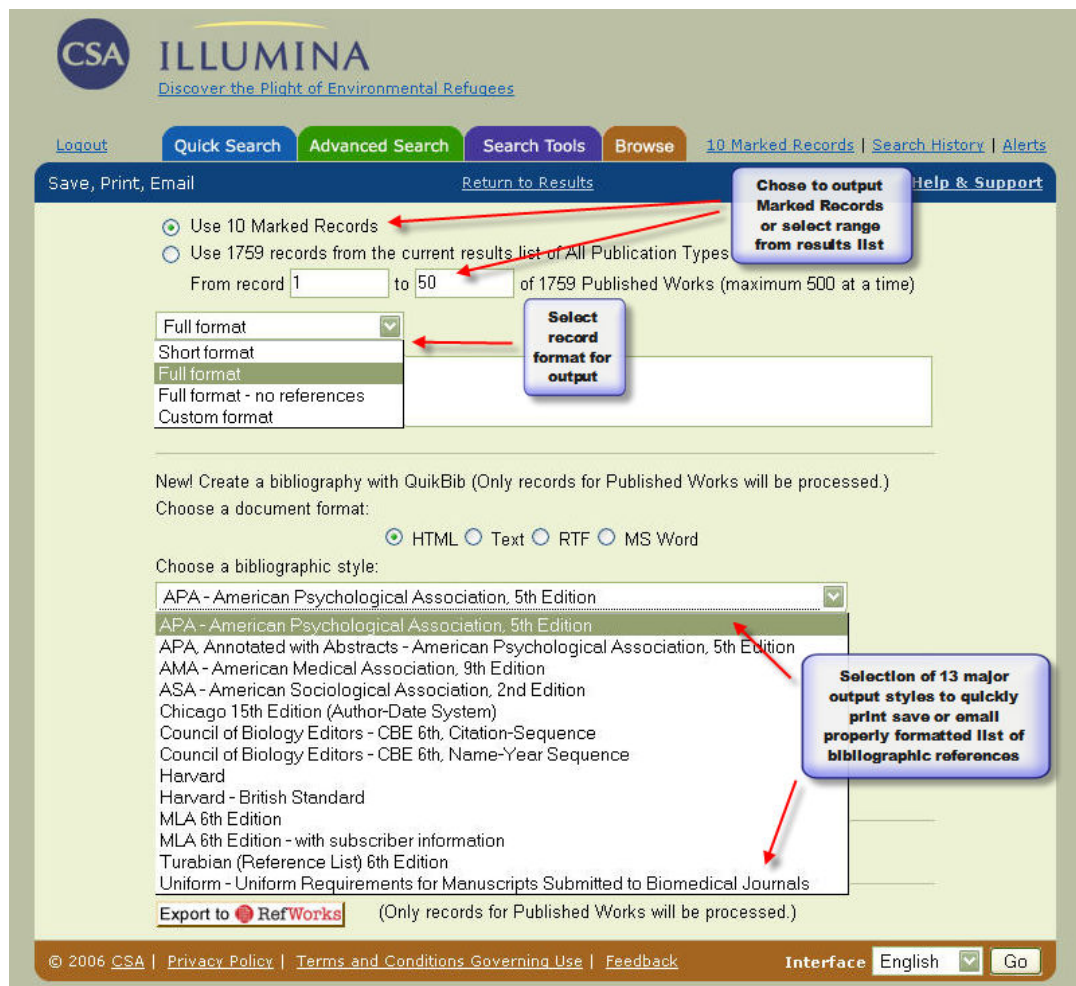 CSA ILLUMINA
Discover the Plight of Environmental Refugees
Logout Quick Search Advanced Search Search Tools Browse 10 Marked Records | Search History | Alerts
Save, Print, Email Return to Results Help & Support
Chose to output
Marked Records
or select range
from results list
Use 10 Marked Records
Use 1759 records from the current results list of All Publication Types
From record 1 to 50 of 1759 Published Works (maximum 500 at a time)
Full format
Short format
Full format
Full format - no references
Custom format
Select
record
format for
output
New! Create a bibliography with QuikBib (Only records for Published Works will be processed.)
Choose a document format:
HTML Text RTF MS Word
Choose a bibliographic style:
APA - American Psychological Association, 5th Edition
APA - American Psychological Association, 5th Edition
APA, Annotated with Abstracts - American Psychological Association, 5th Edition
AMA - American Medical Association, 9th Edition
ASA - American Sociological Association, 2nd Edition
Chicago 15th Edition (Author-Date System)
Council of Biology Editors - CBE 6th, Citation-Sequence
Council of Biology Editors - CBE 6th, Name-Year Sequence
Harvard
Harvard - British Standard
MLA 6th Edition
MLA 6th Edition - with subscriber information
Turabian (Reference List) 6th Edition
Uniform - Uniform Requirements for Manuscripts Submitted to Biomedical Journals
Selection of 13 major
output styles to quickly
print save or email
properly formatted list of
bibliographic references
Export to RefWorks (Only records for Published Works will be processed.)
© 2006 CSA | Privacy Policy | Terms and Conditions Governing Use | Feedback Interface English Go